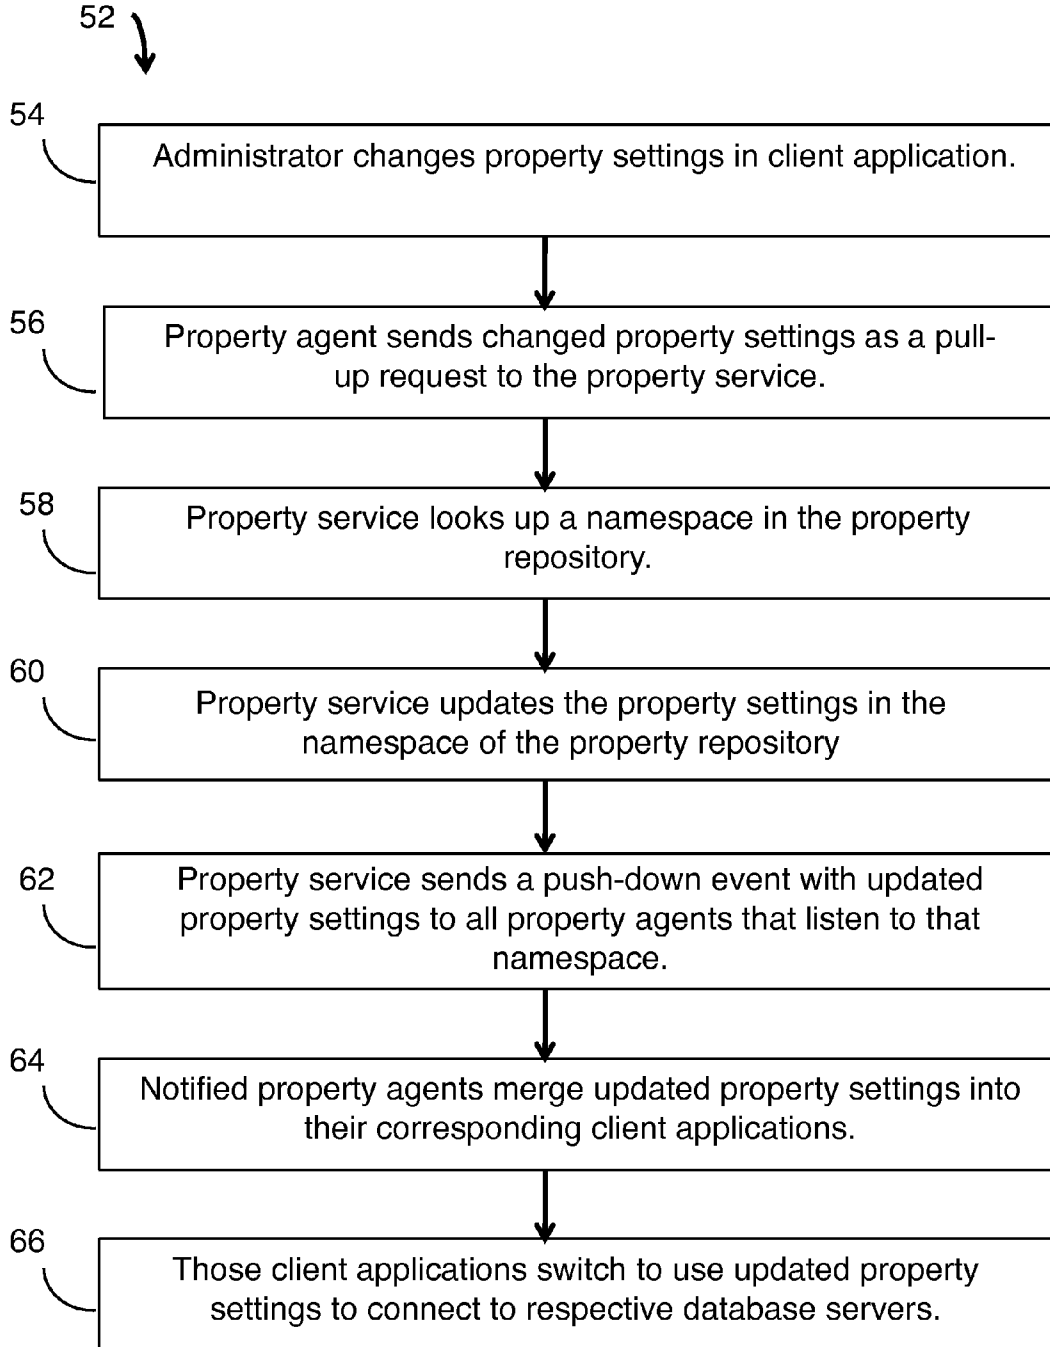 52
54
Administrator changes property settings in client application.
56
Property agent sends changed property settings as a pull-
up request to the property service.
58
Property service looks up a namespace in the property
repository.
60
Property service updates the property settings in the
namespace of the property repository
62
Property service sends a push-down event with updated
property settings to all property agents that listen to that
namespace.
64
Notified property agents merge updated property settings into
their corresponding client applications.
66
Those client applications switch to use updated property
settings to connect to respective database servers.